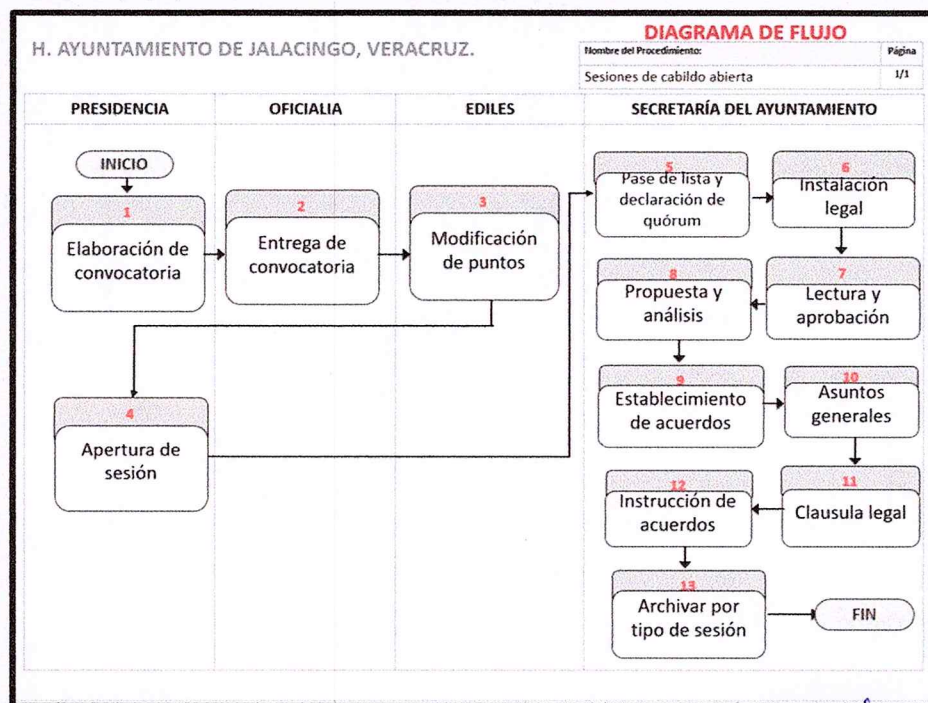 H. AYUNTAMIENTO DE JALACINGO, VERACRUZ.
DIAGRAMA DE FLUJO
Nombre del Procedimiento:
Página
Sesiones de cabildo abierta
1/1
PRESIDENCIA
OFICIALIA
EDILES
SECRETARÍA DEL AYUNTAMIENTO
INICIO
1
Elaboración de
convocatoria
2
Entrega de
convocatoria
3
Modificación
de puntos
4
Apertura de
sesión
5
Pase de lista y
declaración de
quórum
6
Instalación
legal
7
Lectura y
aprobación
8
Propuesta y
análisis
9
Establecimiento
de acuerdos
10
Asuntos
generales
11
Clausula legal
12
Instrucción de
acuerdos
13
Archivar por
tipo de sesión
FIN